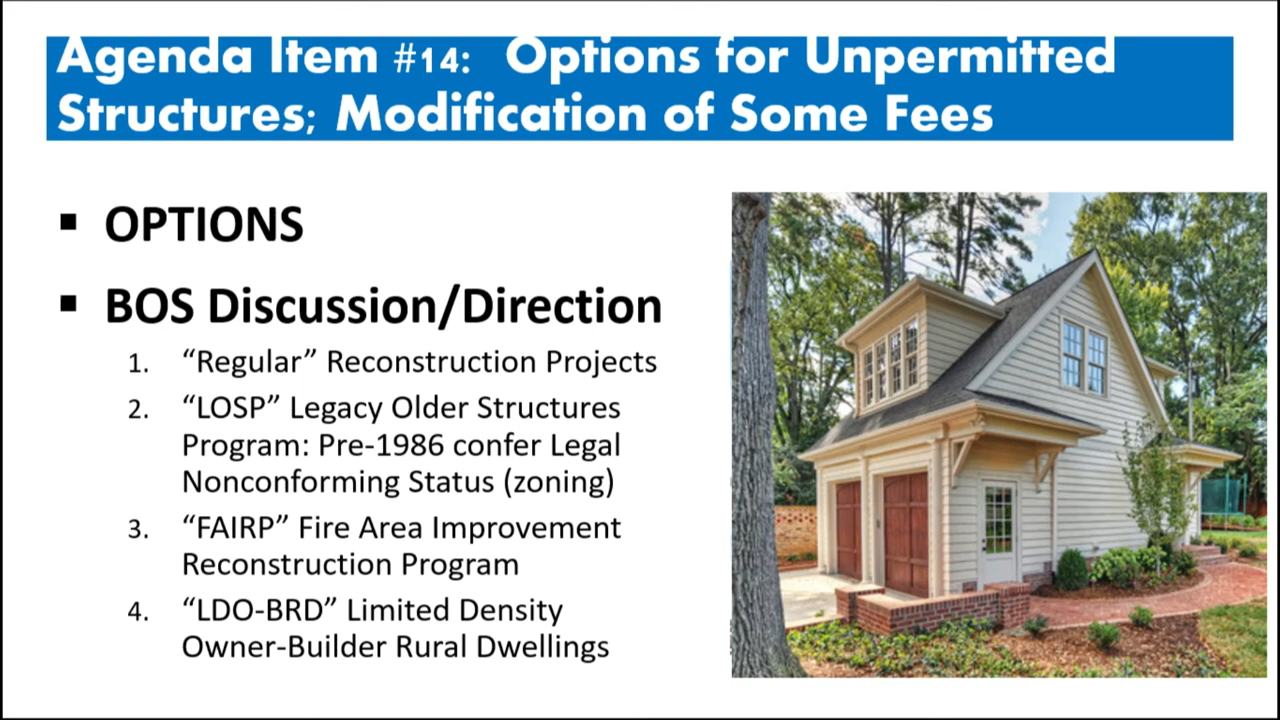 Agenda Item #14: Options for Unpermitted
Structures; Modification of Some Fees
▪ OPTIONS
▪ BOS Discussion/Direction
1. “Regular” Reconstruction Projects
2. “LOSP” Legacy Older Structures
Program: Pre-1986 confer Legal
Nonconforming Status (zoning)
3. “FAIRP” Fire Area Improvement
Reconstruction Program
4. “LDO-BRD” Limited Density
Owner-Builder Rural Dwellings